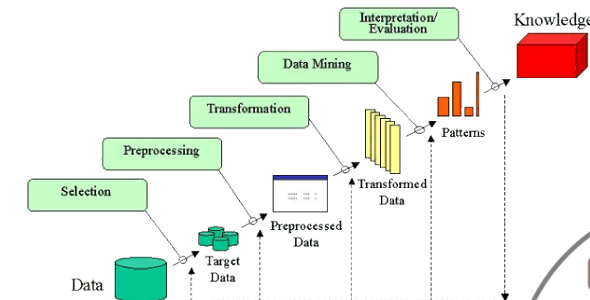 Interpretation/
Evaluation
Knowledge
Data Mining
Transformation
Patterns
Preprocessing
Transformed
Data
Selection
Preprocessed
Data
Target
Data
Data